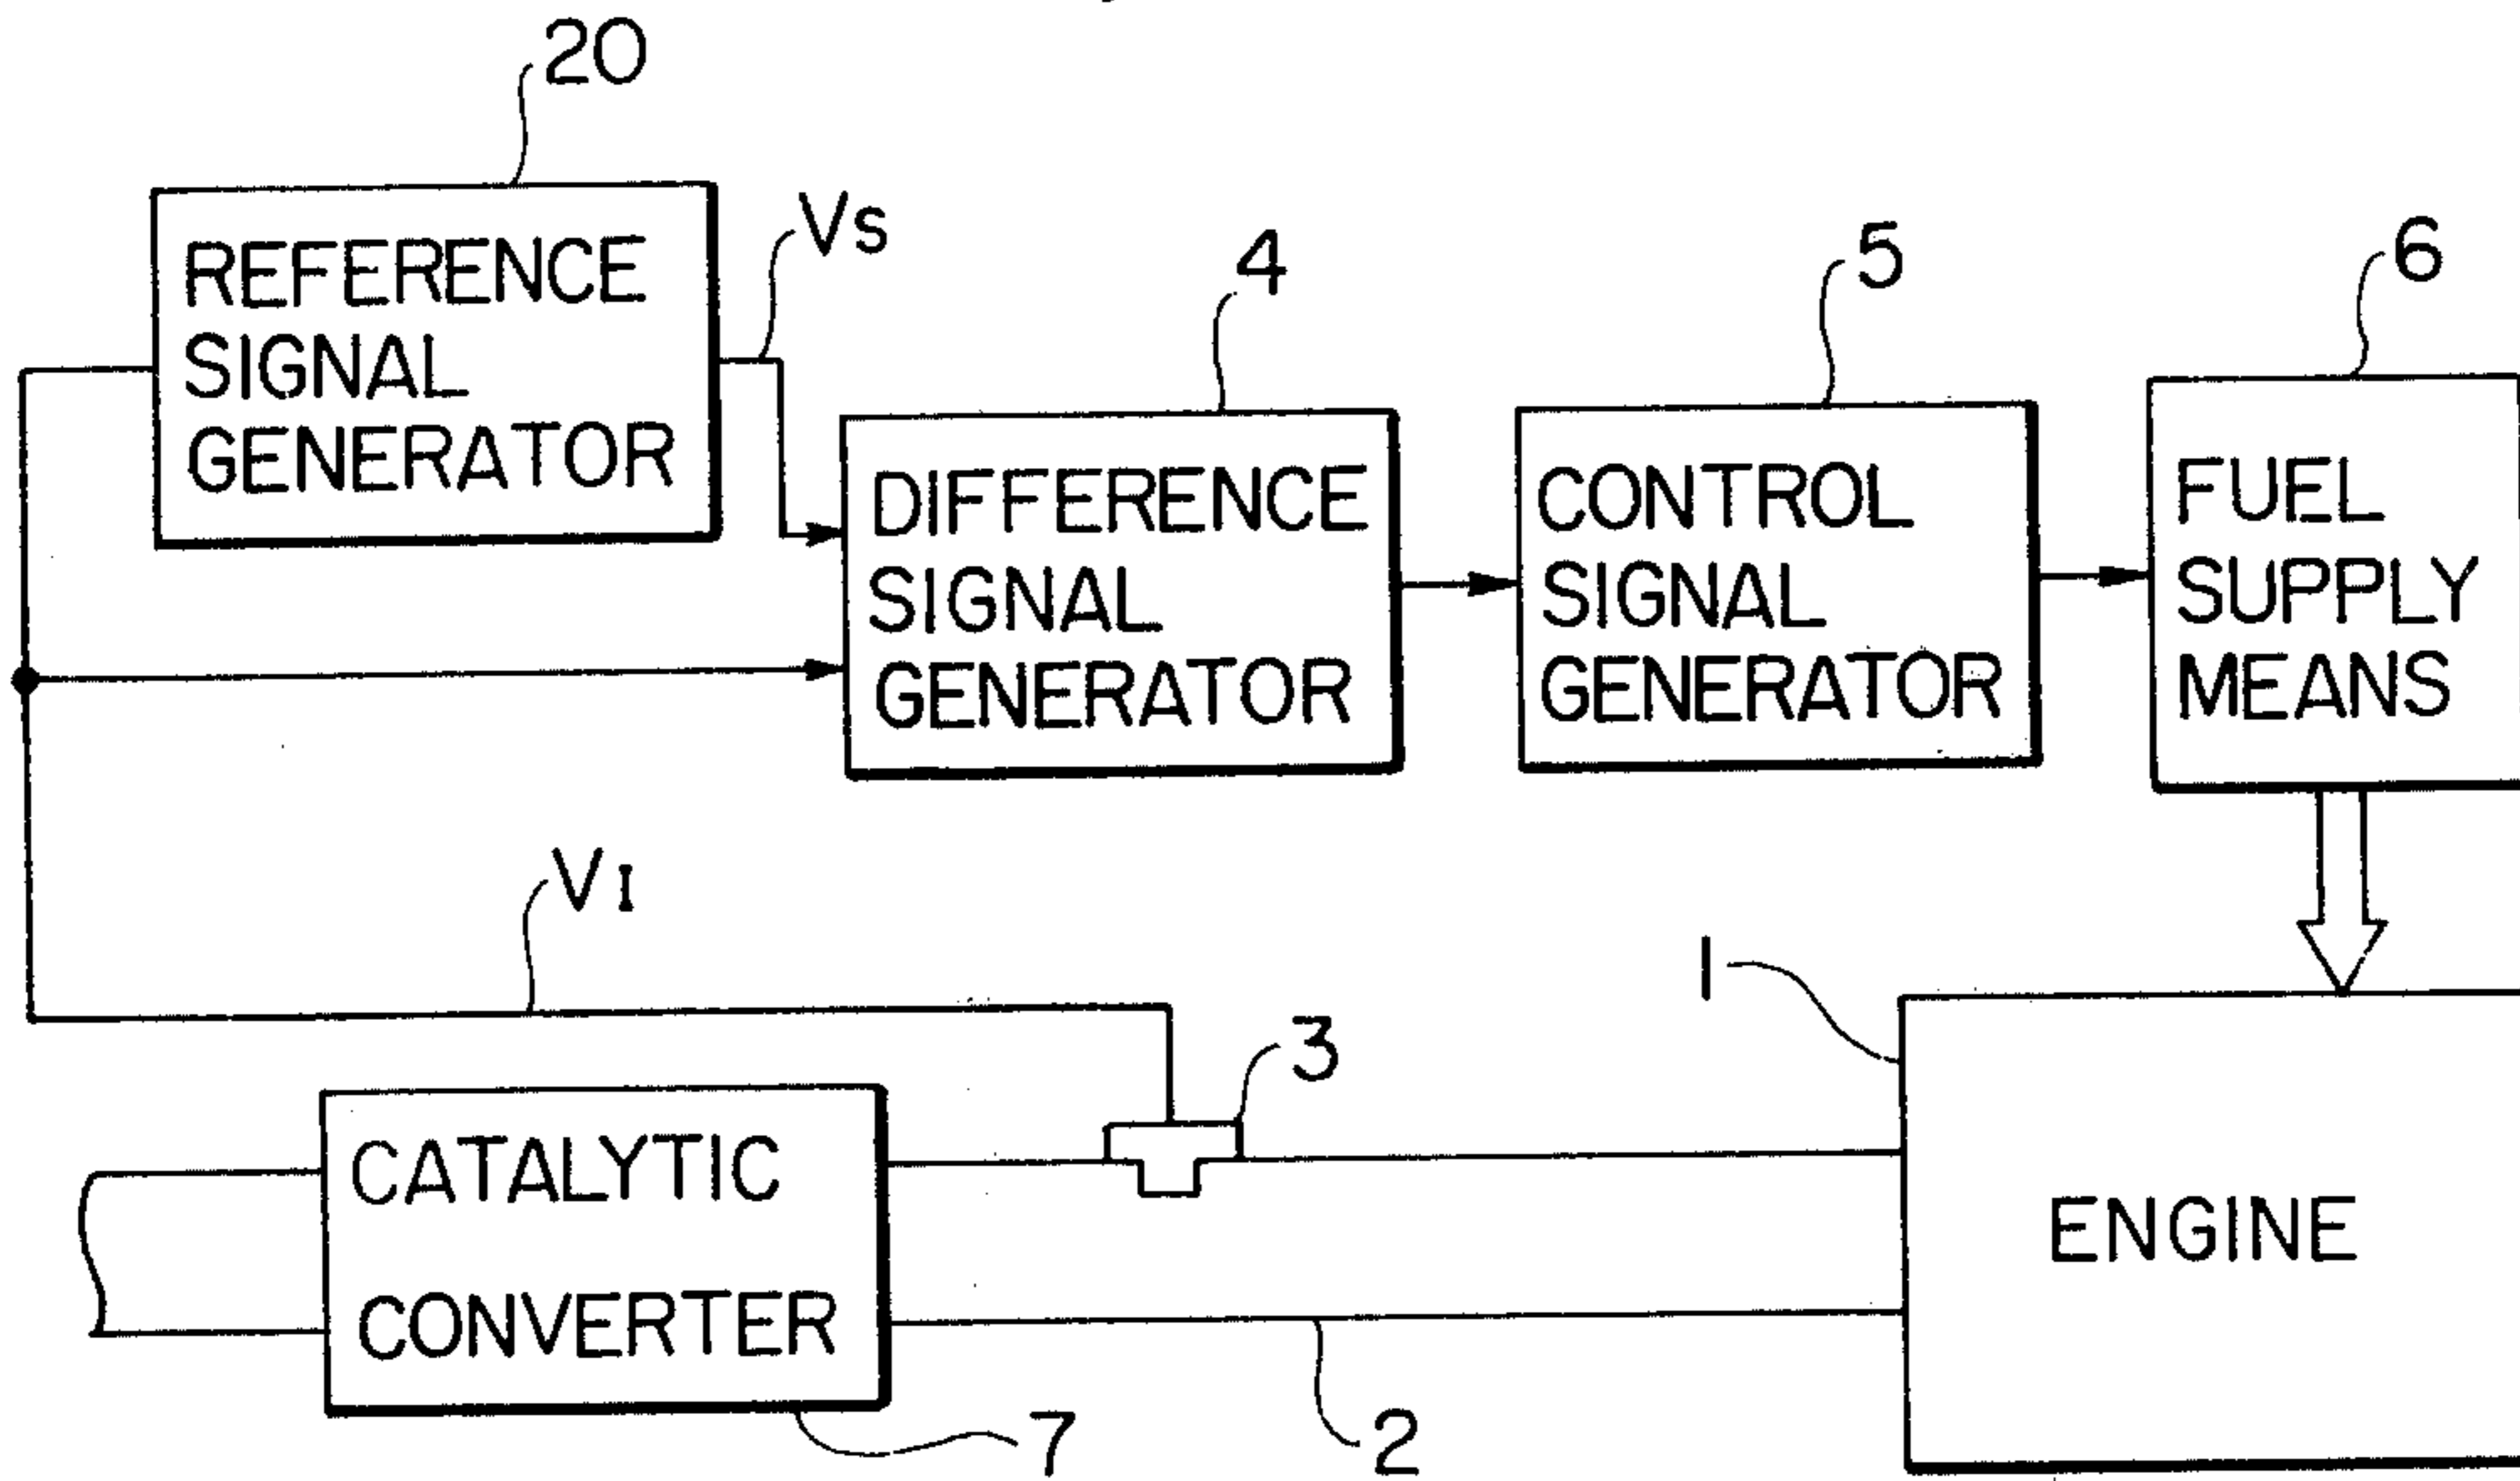 20
REFERENCE
SIGNAL
GENERATOR
Vs
4
DIFFERENCE
SIGNAL
GENERATOR
5
CONTROL
SIGNAL
GENERATOR
6
FUEL
SUPPLY
MEANS
VI
3
1
CATALYTIC
CONVERTER
ENGINE
7
2